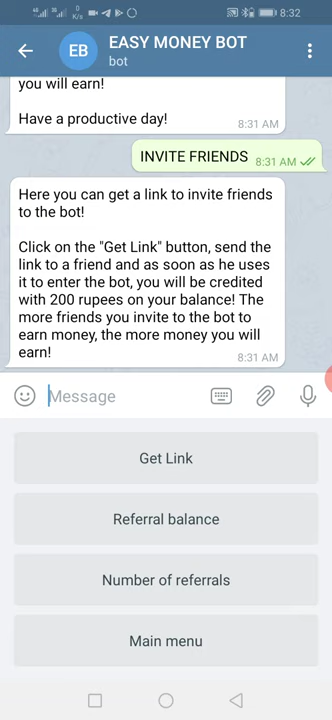 8:32
EB
EASY MONEY BOT
bot
you will earn!
Have a productive day!
8:31 AM
INVITE FRIENDS
8:31 AM
Here you can get a link to invite friends
to the bot!
Click on the "Get Link" button, send the
link to a friend and as soon as he uses
it to enter the bot, you will be credited
with 200 rupees on your balance! The
more friends you invite to the bot to
earn money, the more money you will
earn!
8:31 AM
Message
Get Link
Referral balance
Number of referrals
Main menu